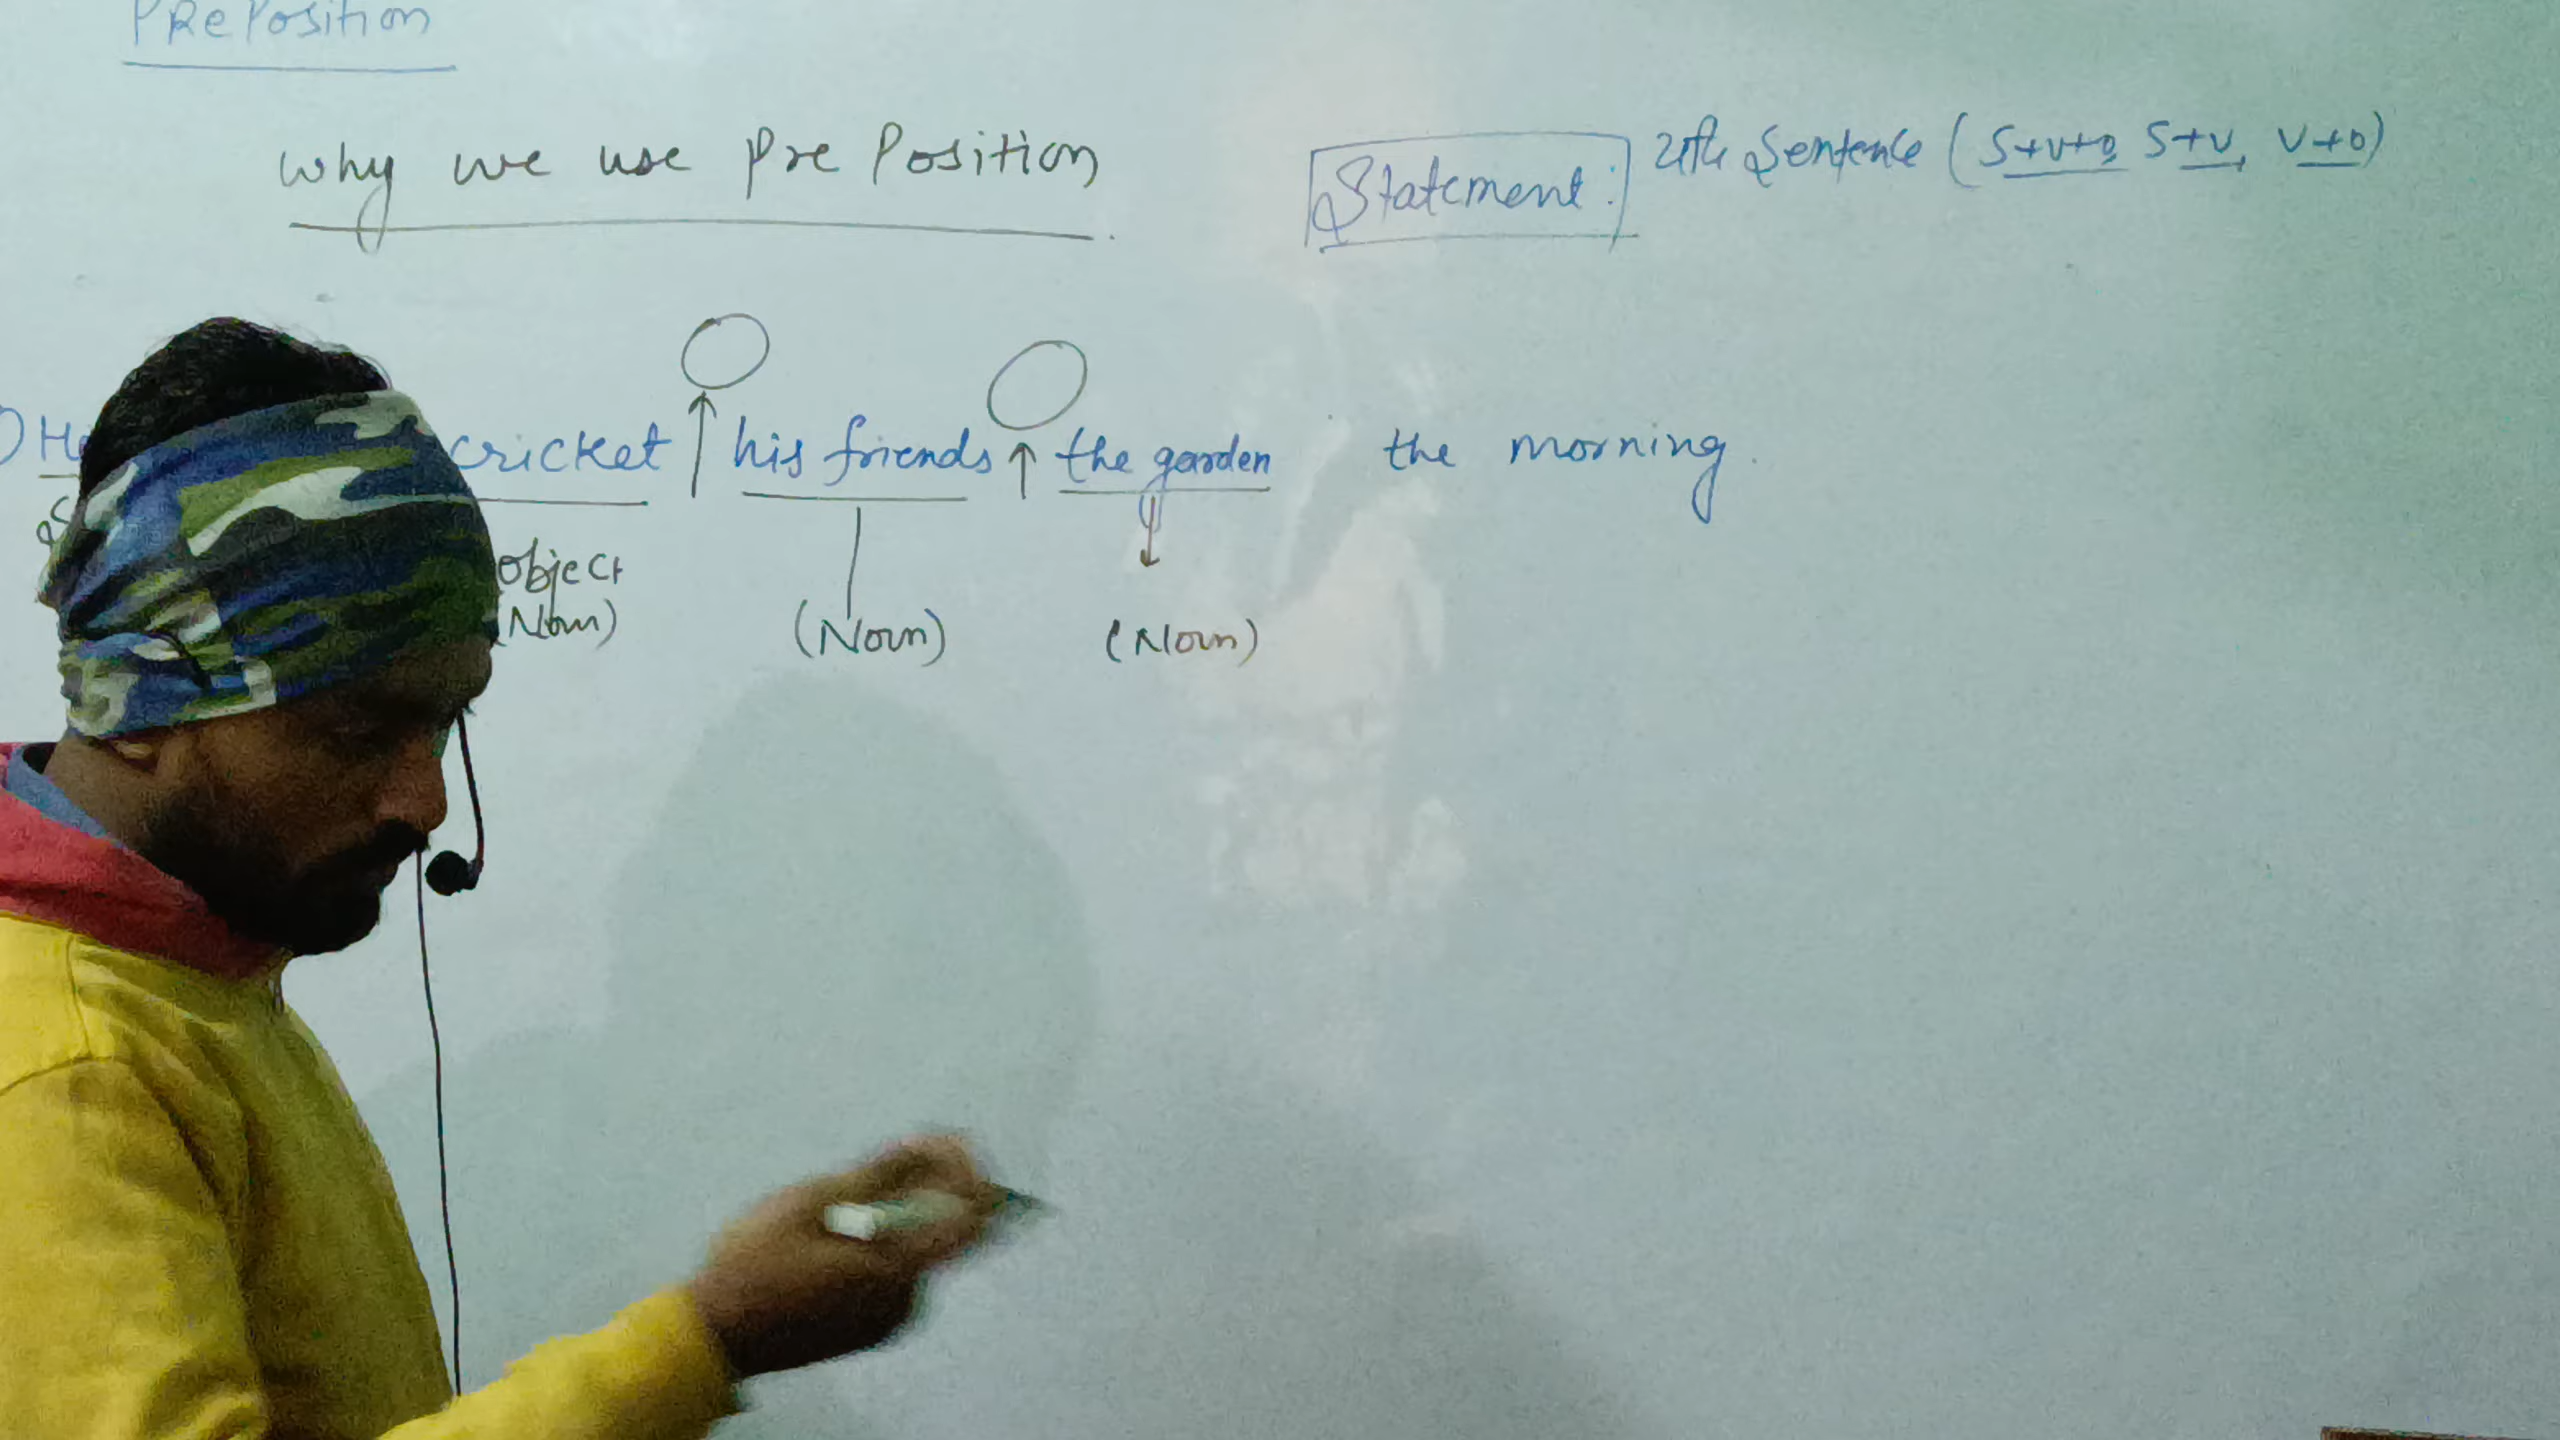 PRePosition
why we use Pre Position
Statement: Sentence (S+V+O, S+V, V+O)
He cricket his friends the garden the morning.
object
(Noun) (Noun) (Noun)